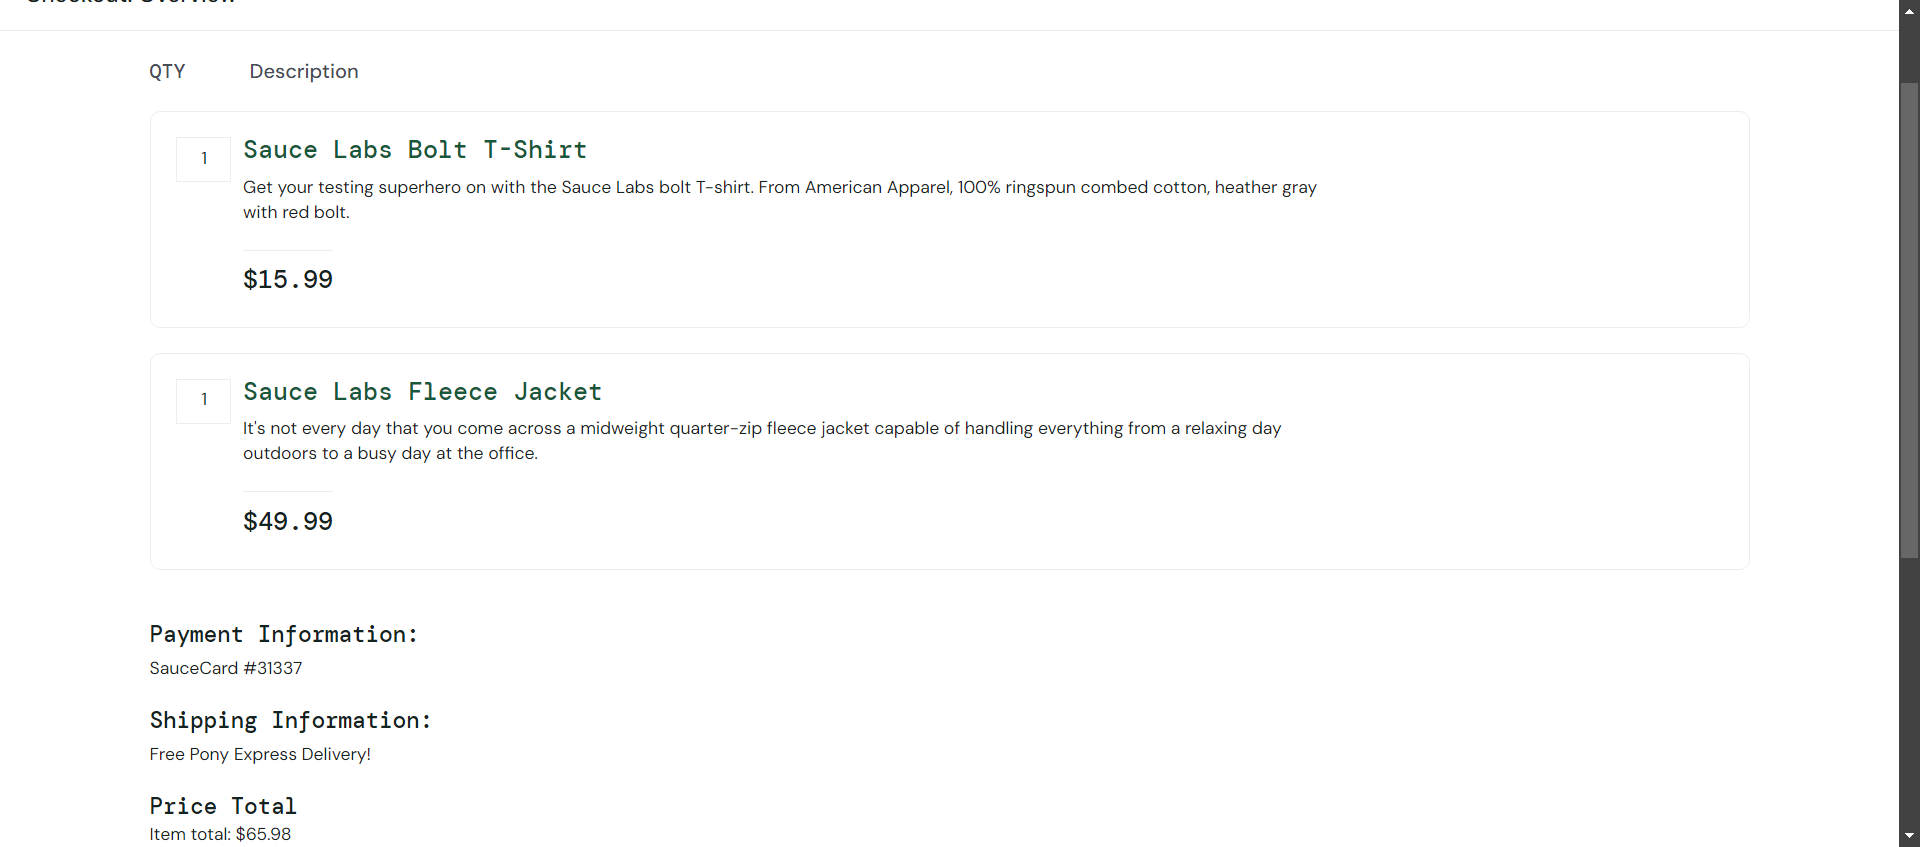 Checkout: Overview
QTY Description
1 Sauce Labs Bolt T-Shirt
Get your testing superhero on with the Sauce Labs bolt T-shirt. From American Apparel, 100% ringspun combed cotton, heather gray
with red bolt.
$15.99
1 Sauce Labs Fleece Jacket
It's not every day that you come across a midweight quarter-zip fleece jacket capable of handling everything from a relaxing day
outdoors to a busy day at the office.
$49.99
Payment Information:
SauceCard #31337
Shipping Information:
Free Pony Express Delivery!
Price Total
Item total: $65.98